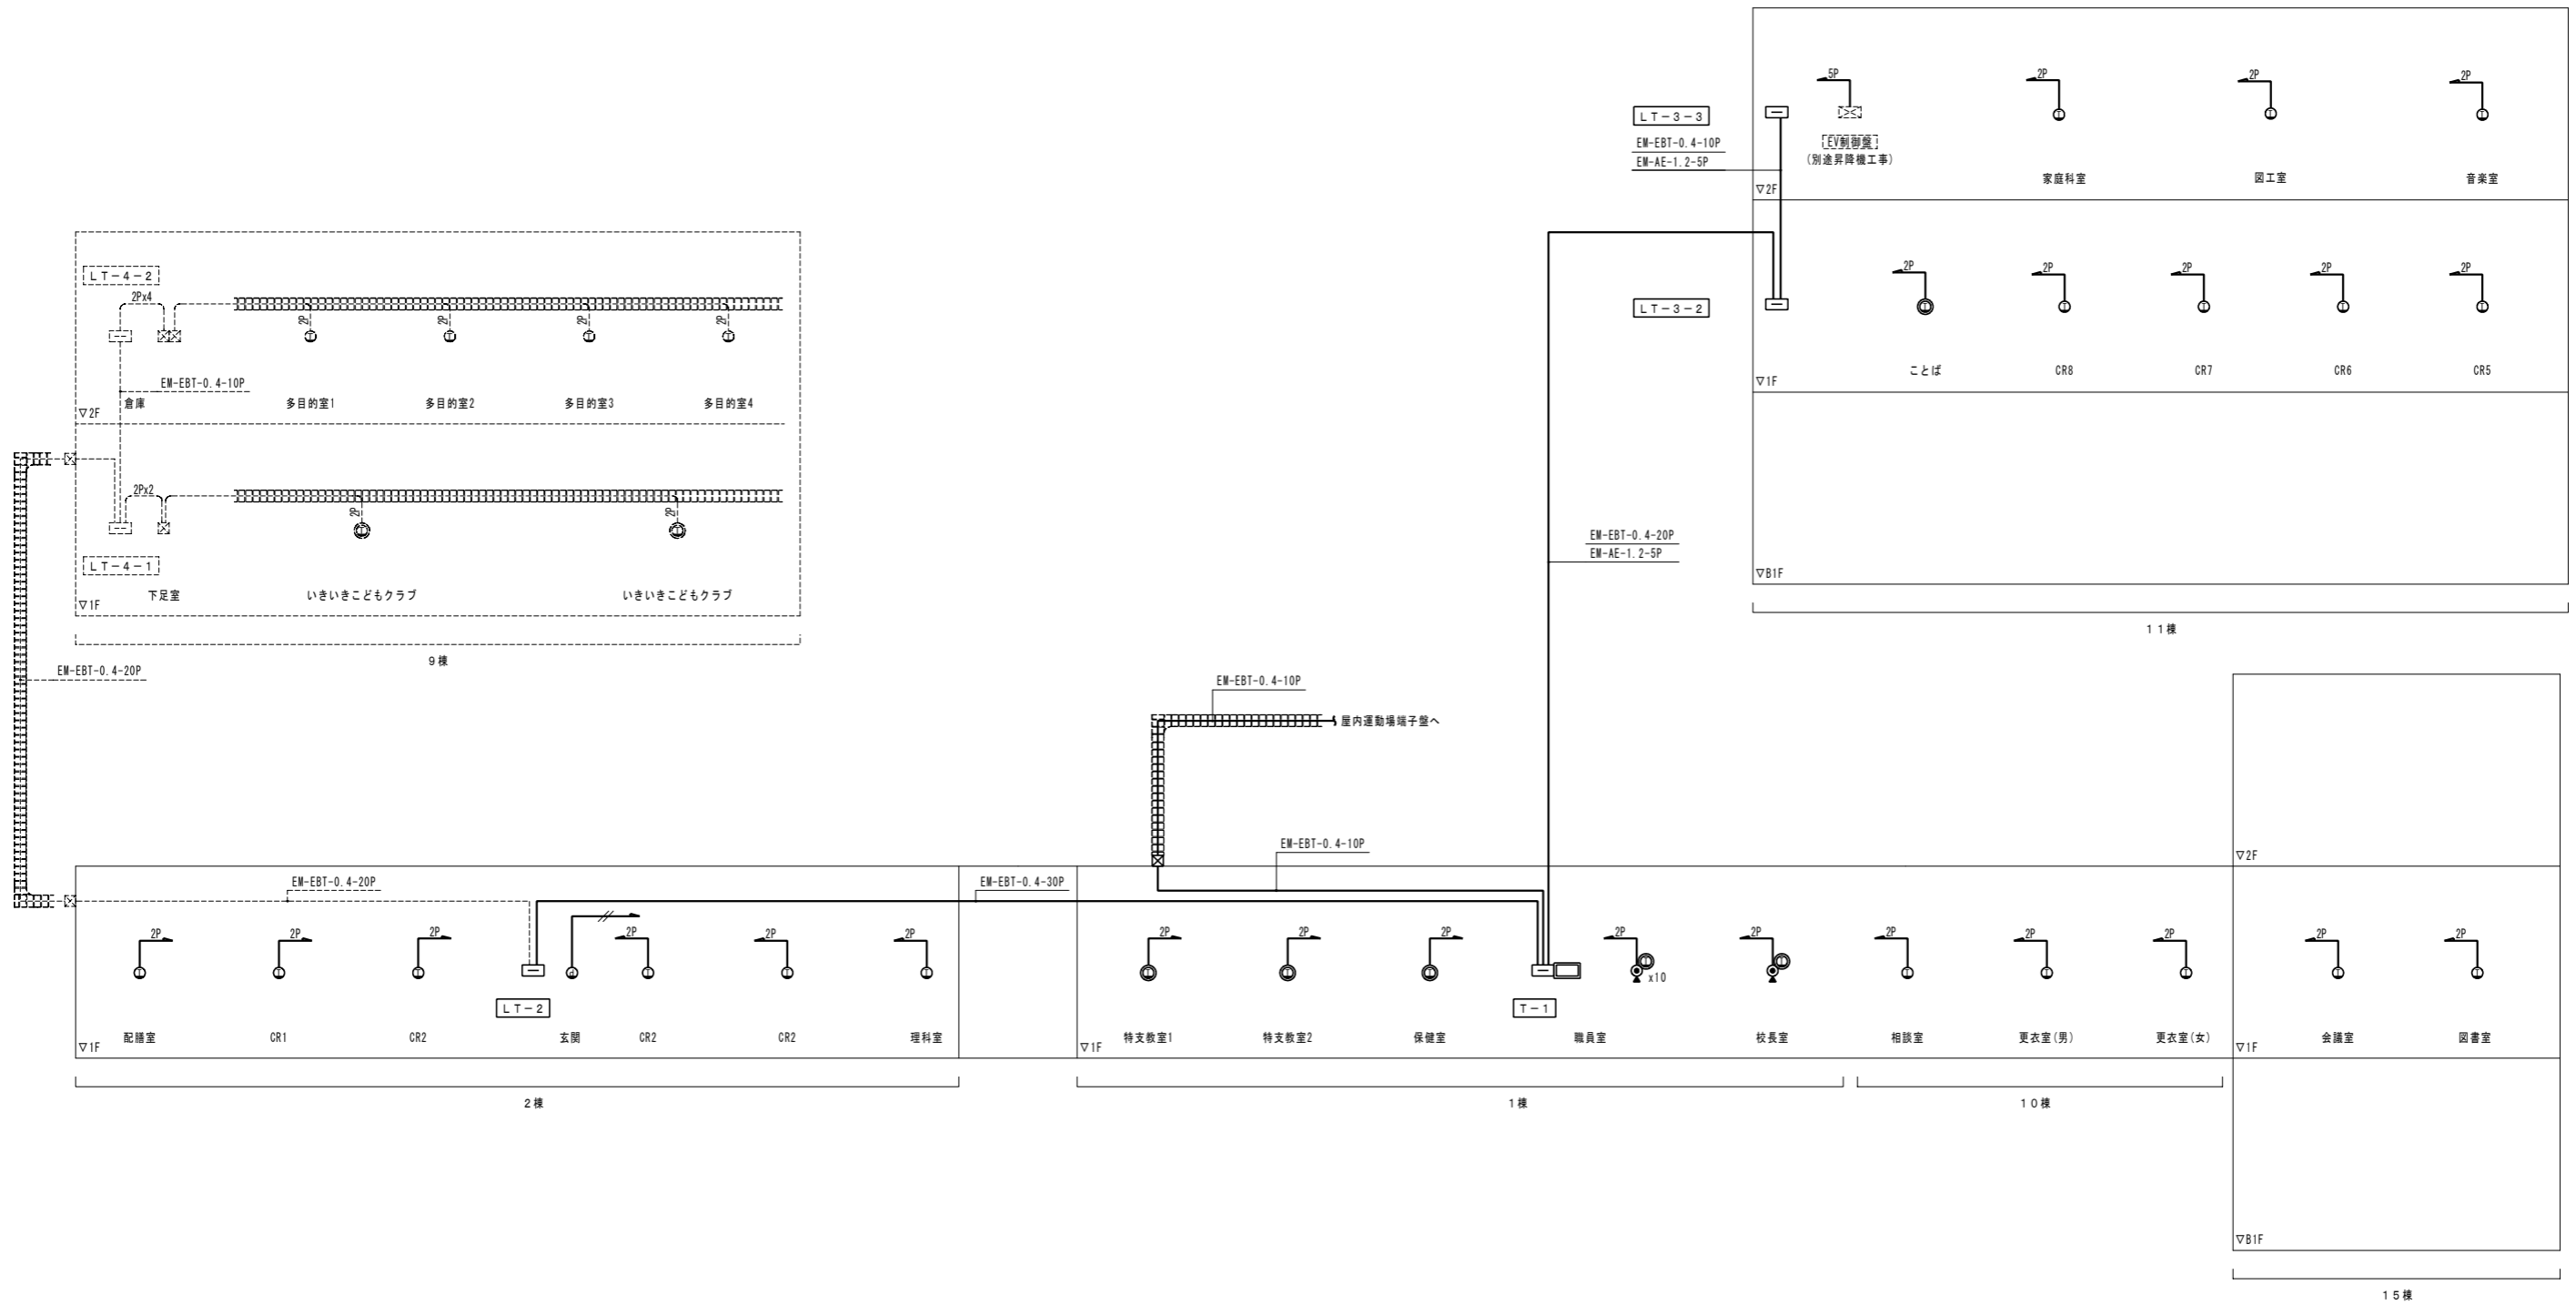 5P
2P
2P
2P
LT-3-3
EM-EBT-0.4-10P
EM-AE-1.2-5P
EV制御盤
(別途昇降機工事)
家庭科室
図工室
音楽室
▽2F
2P
2P
2P
2P
2P
LT-3-2
ことば
CR8
CR7
CR6
CR5
▽1F
▽B1F
11棟
LT-4-2
2Px4
2P
2P
2P
2P
EM-EBT-0.4-10P
倉庫
多目的室1
多目的室2
多目的室3
多目的室4
▽2F
2Px2
2P
2P
LT-4-1
下足室
いきいきこどもクラブ
いきいきこどもクラブ
▽1F
9棟
EM-EBT-0.4-20P
EM-EBT-0.4-20P
EM-AE-1.2-5P
EM-EBT-0.4-10P
屋内運動場端子盤へ
EM-EBT-0.4-10P
EM-EBT-0.4-20P
EM-EBT-0.4-30P
2P
2P
2P
2P
2P
2P
LT-2
配膳室
CR1
CR2
玄関
CR2
CR2
理科室
▽1F
2棟
2P
2P
2P
2P
2P
2P
2P
2P
x10
T-1
▽1F
特支教室1
特支教室2
保健室
職員室
校長室
相談室
更衣室(男)
更衣室(女)
1棟
10棟
▽2F
2P
2P
▽1F
会議室
図書室
▽B1F
15棟